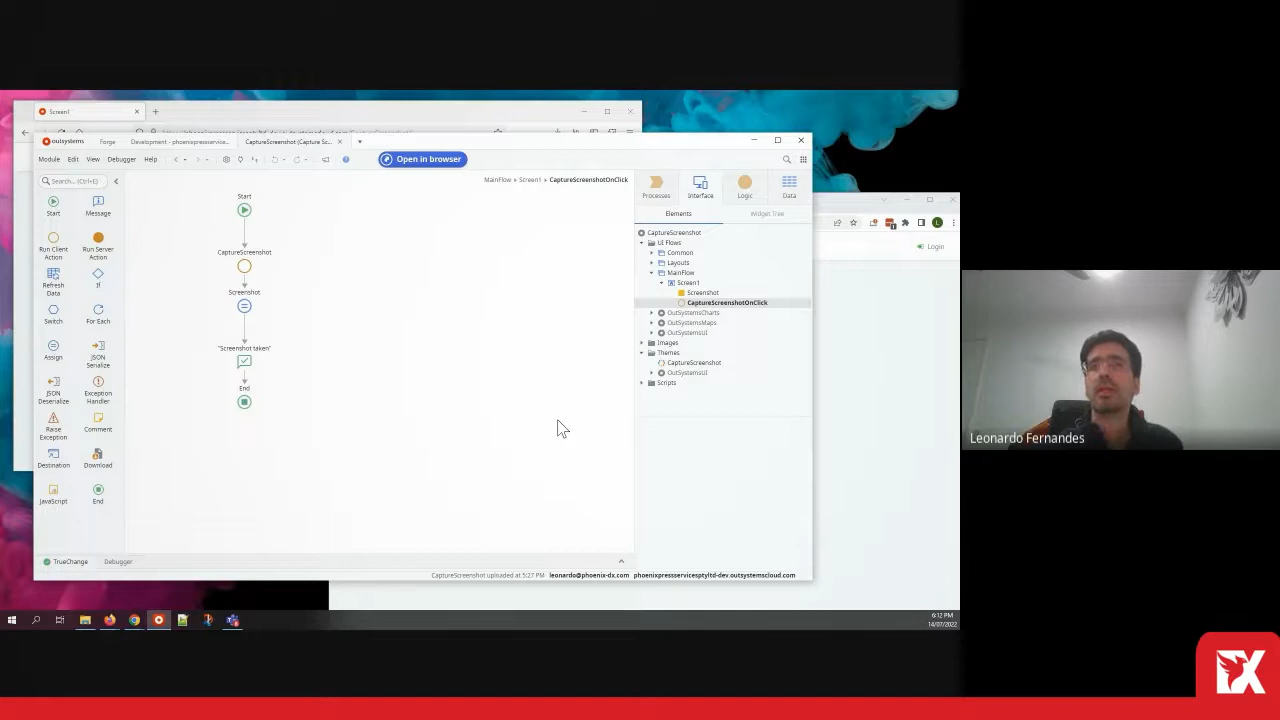 Screen1
outsystems
Forge
Development - phoenixpresservice...
CaptureScreenshot (Capture Sc...
Module Edit View Debugger Help
Open in browser
Search... (Ctrl+E)
MainFlow ▸ Screen1 ▸ CaptureScreenshotOnClick
Processes
Interface
Logic
Data
Elements
Widget Tree
Start
Message
Run Client Action
Run Server Action
Refresh Data
If
Switch
For Each
Assign
JSON Serialize
JSON Deserialize
Exception Handler
Raise Exception
Comment
Destination
Download
JavaScript
End
Start
CaptureScreenshot
Screenshot
"Screenshot taken"
End
CaptureScreenshot
UI Flows
Common
Layouts
MainFlow
Screen1
Screenshot
CaptureScreenshotOnClick
OutSystemsCharts
OutSystemsMaps
OutSystemsUI
Images
Themes
CaptureScreenshot
OutSystemsUI
Scripts
Login
TrueChange
Debugger
CaptureScreenshot uploaded at 5:27 PM leonardo@phoenix-dx.com phoenixpressservicesptyltd-dev.outsystemscloud.com
6:12 PM
14/07/2022
Leonardo Fernandes